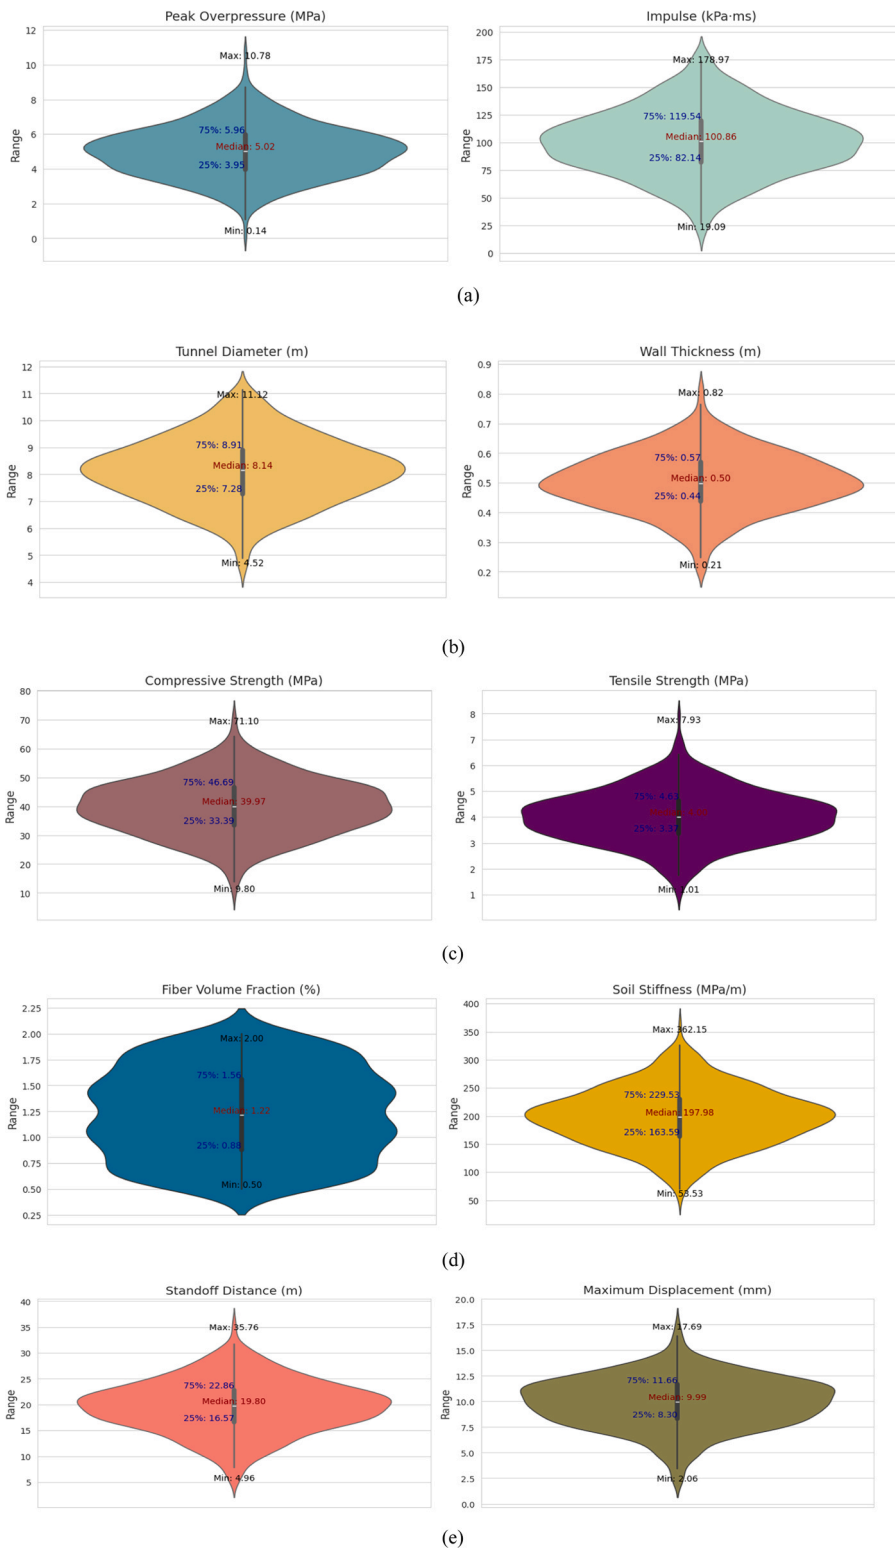 Peak Overpressure (MPa)
Impulse (kPa·ms)
12
10
8
6
4
2
0
Range
Max: 10.78
75%: 5.96
Median: 5.02
25%: 3.95
Min: 0.14
200
175
150
125
100
75
50
25
0
Range
Max: 178.97
75%: 119.54
Median: 100.86
25%: 82.14
Min: 19.09
(a)
Tunnel Diameter (m)
Wall Thickness (m)
12
11
10
9
8
7
6
5
4
Range
Max: 11.12
75%: 8.91
Median: 8.14
25%: 7.28
Min: 4.52
0.9
0.8
0.7
0.6
0.5
0.4
0.3
0.2
Range
Max: 0.82
75%: 0.57
Median: 0.50
25%: 0.44
Min: 0.21
(b)
Compressive Strength (MPa)
Tensile Strength (MPa)
80
70
60
50
40
30
20
10
Range
Max: 71.10
75%: 46.69
Median: 39.97
25%: 33.39
Min: 9.80
8
7
6
5
4
3
2
1
Range
Max: 7.93
75%: 4.63
Median:
25%: 3.37
Min: 1.01
(c)
Fiber Volume Fraction (%)
Soil Stiffness (MPa/m)
2.25
2.00
1.75
1.50
1.25
1.00
0.75
0.50
0.25
Range
Max: 2.00
75%: 1.56
Median: 1.22
25%: 0.88
Min: 0.50
400
350
300
250
200
150
100
50
Range
Max: 362.15
75%: 229.53
Median: 197.98
25%: 163.59
Min: 53.53
(d)
Standoff Distance (m)
Maximum Displacement (mm)
40
35
30
25
20
15
10
5
Range
Max: 35.76
75%: 22.86
Median: 19.80
25%: 16.57
Min: 4.96
20.0
17.5
15.0
12.5
10.0
7.5
5.0
2.5
0.0
Range
Max: 17.69
75%: 11.66
Median: 9.99
25%: 8.30
Min: 2.06
(e)